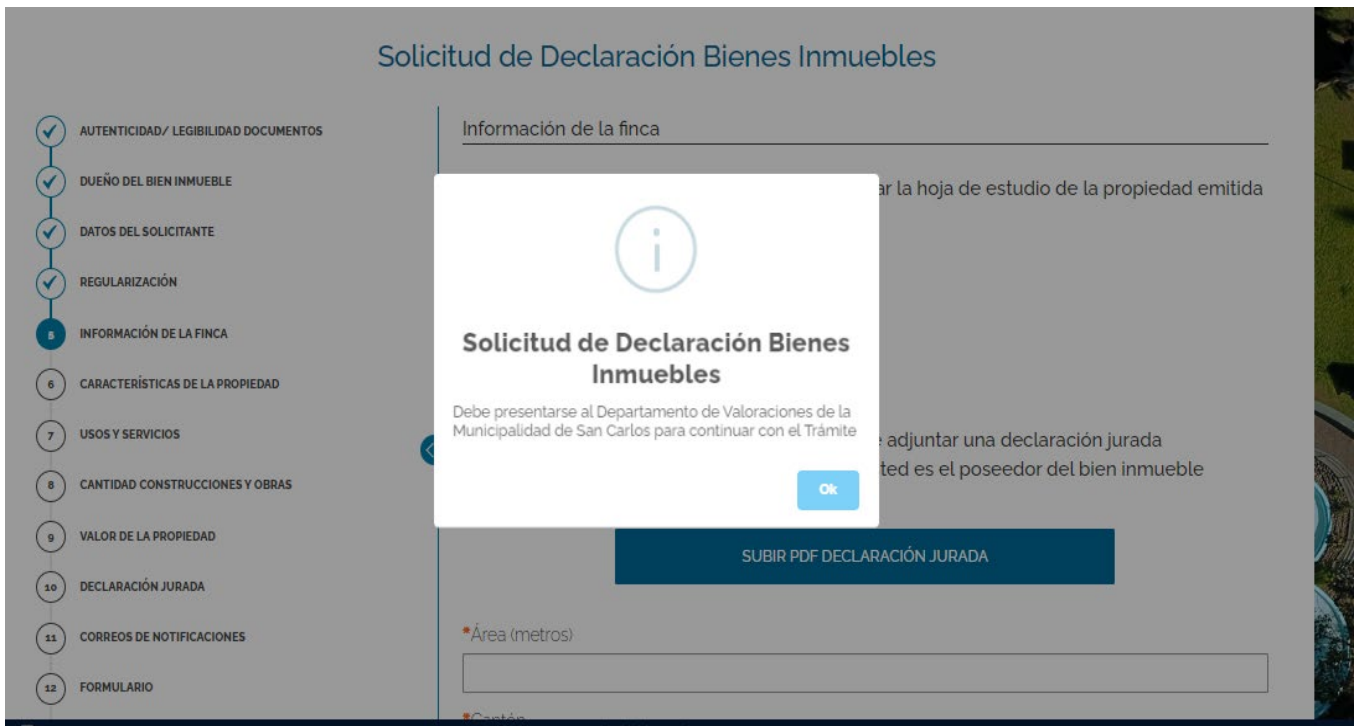 Solicitud de Declaración Bienes Inmuebles
AUTENTICIDAD/ LEGIBILIDAD DOCUMENTOS
DUEÑO DEL BIEN INMUEBLE
DATOS DEL SOLICITANTE
REGULARIZACIÓN
5 INFORMACIÓN DE LA FINCA
6 CARACTERÍSTICAS DE LA PROPIEDAD
7 USOS Y SERVICIOS
8 CANTIDAD CONSTRUCCIONES Y OBRAS
9 VALOR DE LA PROPIEDAD
10 DECLARACIÓN JURADA
11 CORREOS DE NOTIFICACIONES
12 FORMULARIO
Información de la finca
ar la hoja de estudio de la propiedad emitida
Solicitud de Declaración Bienes
Inmuebles
Debe presentarse al Departamento de Valoraciones de la
Municipalidad de San Carlos para continuar con el Trámite
Ok
adjuntar una declaración jurada
ted es el poseedor del bien inmueble
SUBIR PDF DECLARACIÓN JURADA
*Área (metros)
*Cantón